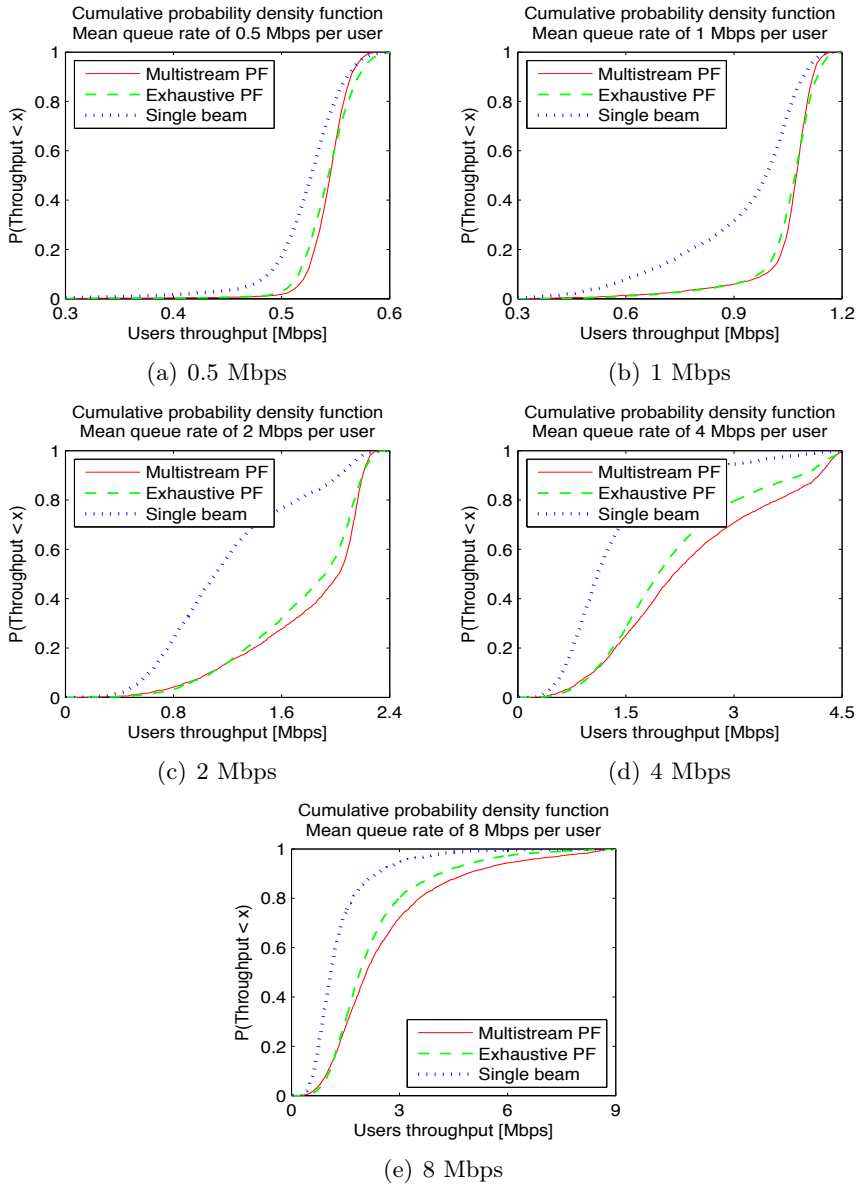 Cumulative probability density function
Mean queue rate of 0.5 Mbps per user
P(Throughput < x)
1
0.8
0.6
0.4
0.2
0
Multistream PF
Exhaustive PF
Single beam
0.3 0.4 0.5 0.6
Users throughput [Mbps]
(a) 0.5 Mbps
Cumulative probability density function
Mean queue rate of 1 Mbps per user
P(Throughput < x)
1
0.8
0.6
0.4
0.2
0
Multistream PF
Exhaustive PF
Single beam
0.3 0.6 0.9 1.2
Users throughput [Mbps]
(b) 1 Mbps
Cumulative probability density function
Mean queue rate of 2 Mbps per user
P(Throughput < x)
1
0.8
0.6
0.4
0.2
0
Multistream PF
Exhaustive PF
Single beam
0 0.8 1.6 2.4
Users throughput [Mbps]
(c) 2 Mbps
Cumulative probability density function
Mean queue rate of 4 Mbps per user
P(Throughput < x)
1
0.8
0.6
0.4
0.2
0
Multistream PF
Exhaustive PF
Single beam
0 1.5 3 4.5
Users throughput [Mbps]
(d) 4 Mbps
Cumulative probability density function
Mean queue rate of 8 Mbps per user
P(Throughput < x)
1
0.8
0.6
0.4
0.2
0
Multistream PF
Exhaustive PF
Single beam
0 3 6 9
Users throughput [Mbps]
(e) 8 Mbps